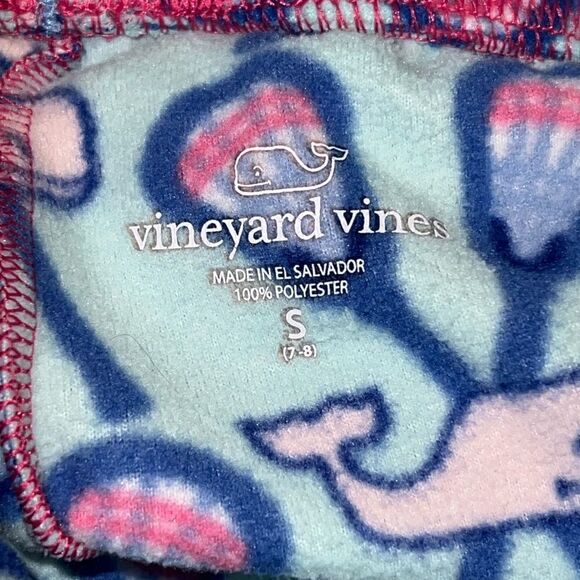 vineyard vines
MADE IN EL SALVADOR
100% POLYESTER
S
(7-8)